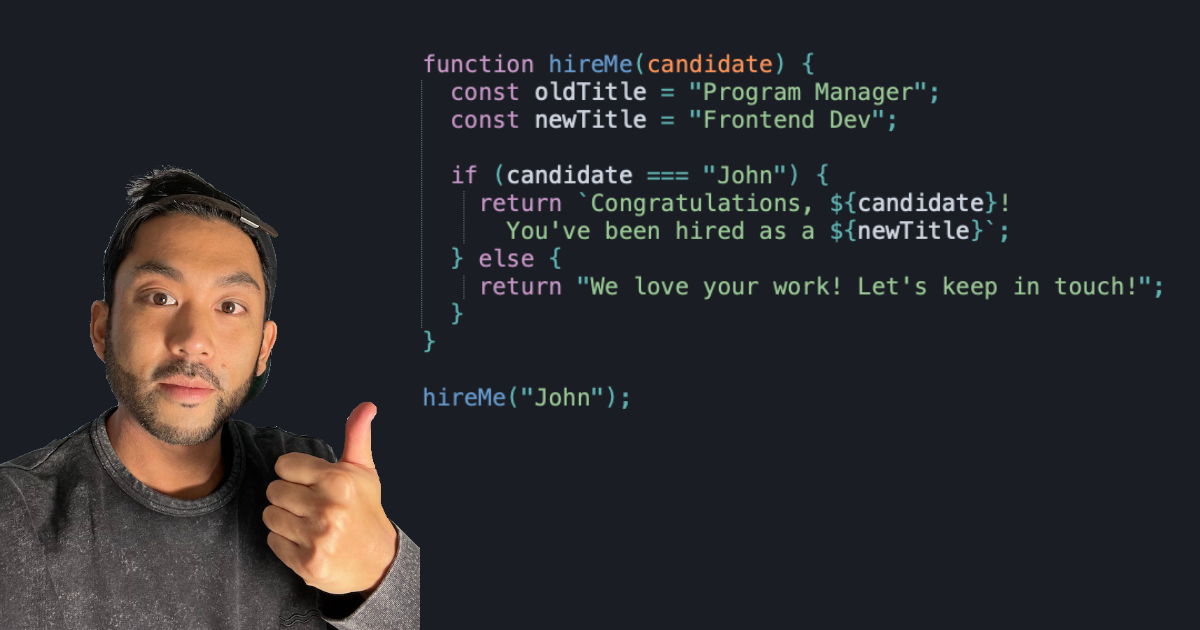 function hireMe(candidate) {
const oldTitle = "Program Manager";
const newTitle = "Frontend Dev";
if (candidate === "John") {
return `Congratulations, ${candidate}!
You've been hired as a ${newTitle}`;
} else {
return "We love your work! Let's keep in touch!";
}
}
hireMe("John");